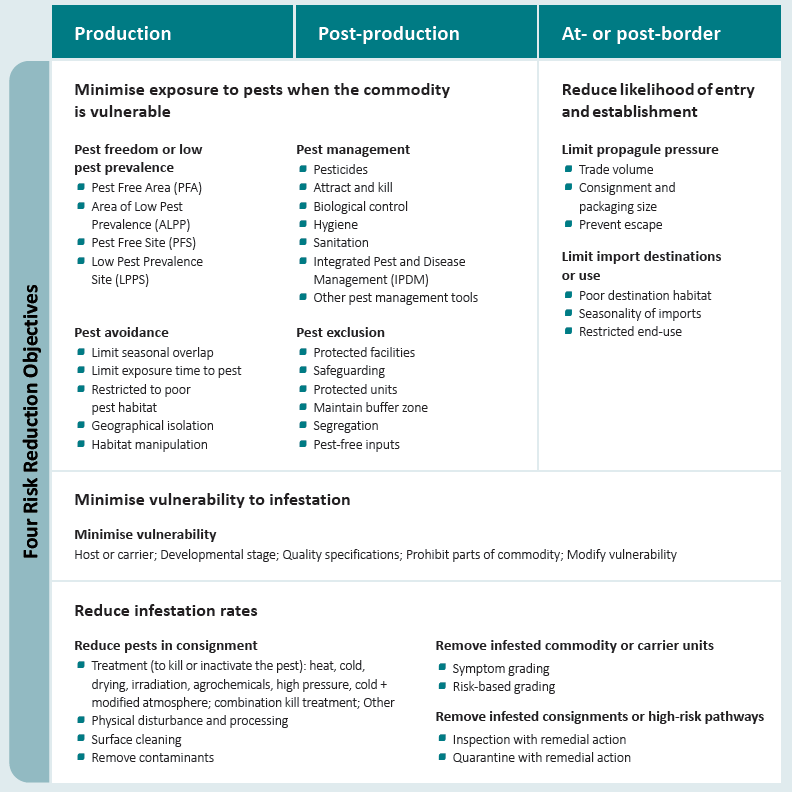 Production
Post-production
At- or post-border
Four Risk Reduction Objectives
Minimise exposure to pests when the commodity
is vulnerable
Pest freedom or low
pest prevalence
Pest Free Area (PFA)
Area of Low Pest
Prevalence (ALPP)
Pest Free Site (PFS)
Low Pest Prevalence
Site (LPPS)
Pest management
Pesticides
Attract and kill
Biological control
Hygiene
Sanitation
Integrated Pest and Disease
Management (IPDM)
Other pest management tools
Pest avoidance
Limit seasonal overlap
Limit exposure time to pest
Restricted to poor
pest habitat
Geographical isolation
Habitat manipulation
Pest exclusion
Protected facilities
Safeguarding
Protected units
Maintain buffer zone
Segregation
Pest-free inputs
Reduce likelihood of entry
and establishment
Limit propagule pressure
Trade volume
Consignment and
packaging size
Prevent escape
Limit import destinations
or use
Poor destination habitat
Seasonality of imports
Restricted end-use
Minimise vulnerability to infestation
Minimise vulnerability
Host or carrier; Developmental stage; Quality specifications; Prohibit parts of commodity; Modify vulnerability
Reduce infestation rates
Reduce pests in consignment
Treatment (to kill or inactivate the pest): heat, cold,
drying, irradiation, agrochemicals, high pressure, cold +
modified atmosphere; combination kill treatment; Other
Physical disturbance and processing
Surface cleaning
Remove contaminants
Remove infested commodity or carrier units
Symptom grading
Risk-based grading
Remove infested consignments or high-risk pathways
Inspection with remedial action
Quarantine with remedial action